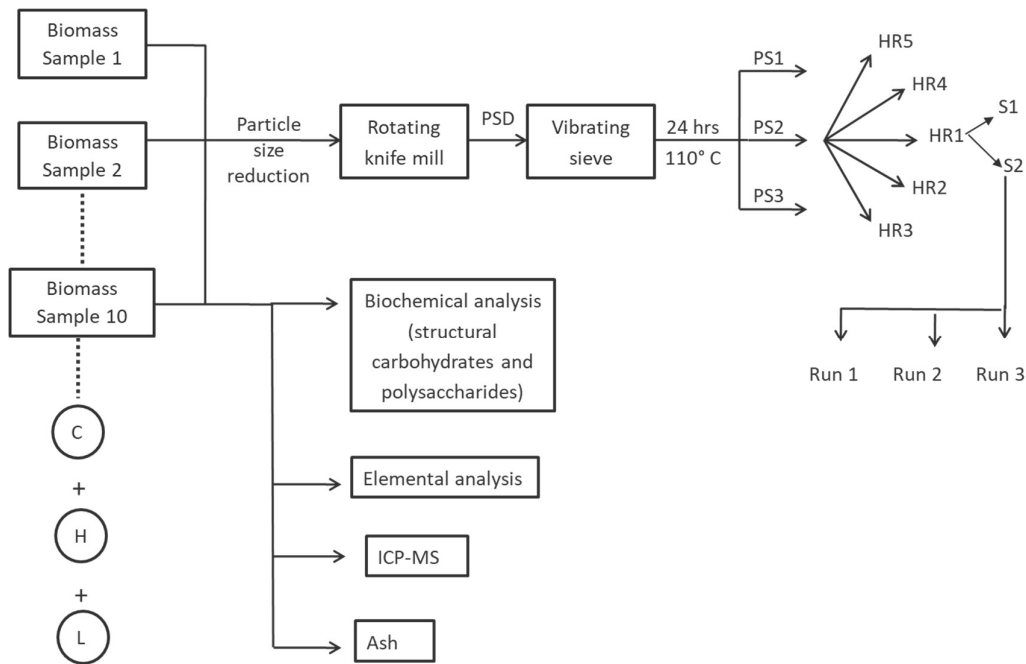 Biomass
Sample 1
Biomass
Sample 2
Biomass
Sample 10
C
+
H
+
L
Particle
size
reduction
Rotating
knife mill
PSD
Vibrating
sieve
24 hrs
110° C
PS1
PS2
PS3
HR5
HR4
HR1
HR2
HR3
S1
S2
Run 1
Run 2
Run 3
Biochemical analysis
(structural
carbohydrates and
polysaccharides)
Elemental analysis
ICP-MS
Ash